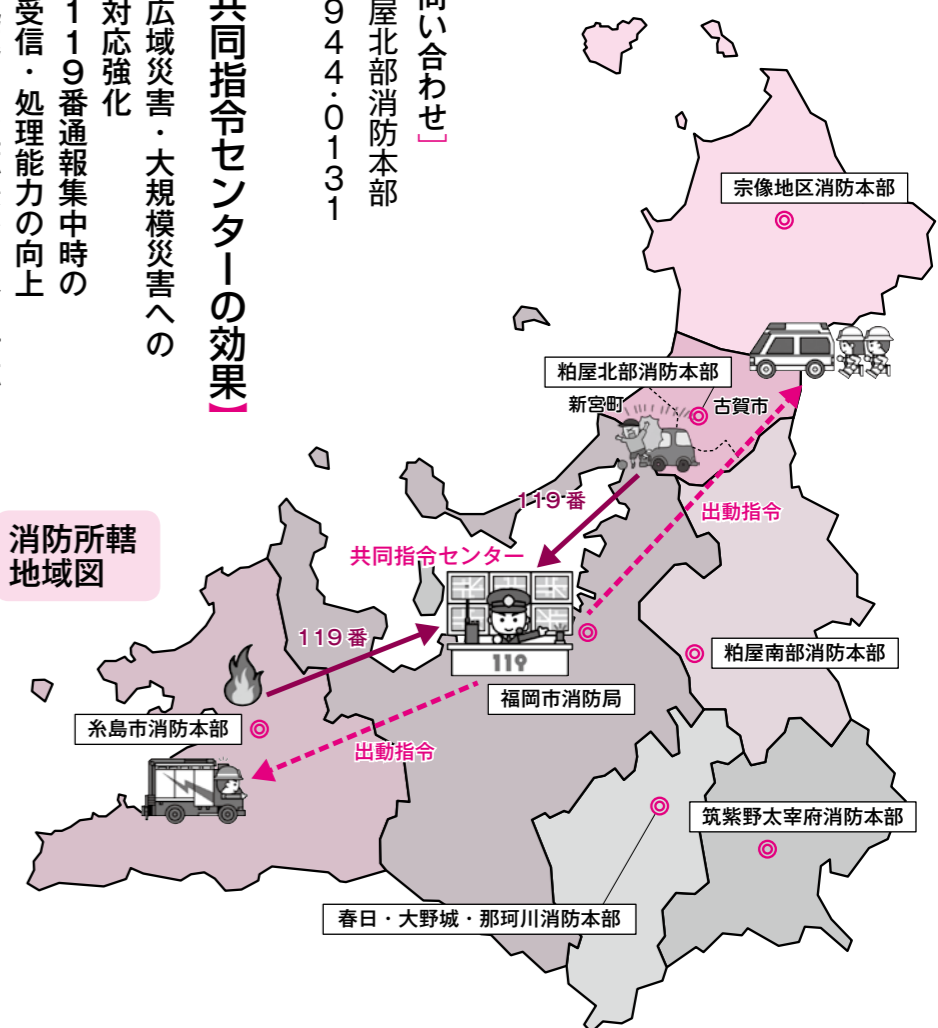 問い合わせ］
屋北部消防本部
944・0131
共同指令センターの効果】
広域災害・大規模災害への
対応強化
119番通報集中時の
受信・処理能力の向上
消防所轄
地域図
宗像地区消防本部
粕屋北部消防本部
新宮町
古賀市
119番
出動指令
共同指令センター
119番
119
福岡市消防局
粕屋南部消防本部
糸島市消防本部
出動指令
筑紫野太宰府消防本部
春日・大野城・那珂川消防本部